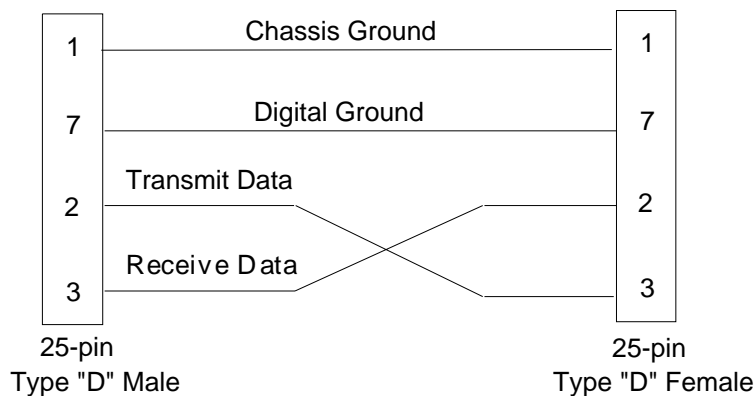 Chassis Ground
1 1
Digital Ground
7 7
Transmit Data
2 2
Receive Data
3 3
25-pin
Type "D" Male
25-pin
Type "D" Female